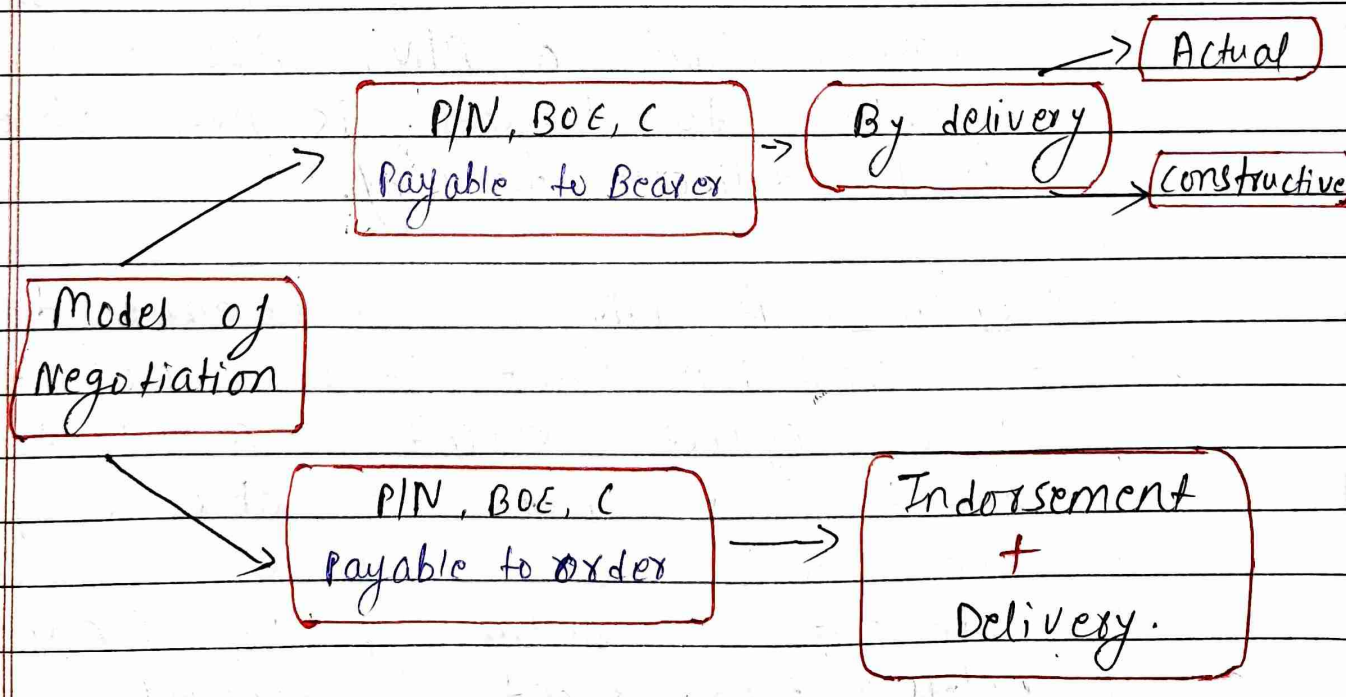 Actual
P/N, BOE, C
Payable to Bearer
By delivery
constructive
Modes of
Negotiation
P/N, BOE, C
Payable to order
Indorsement
+
Delivery.